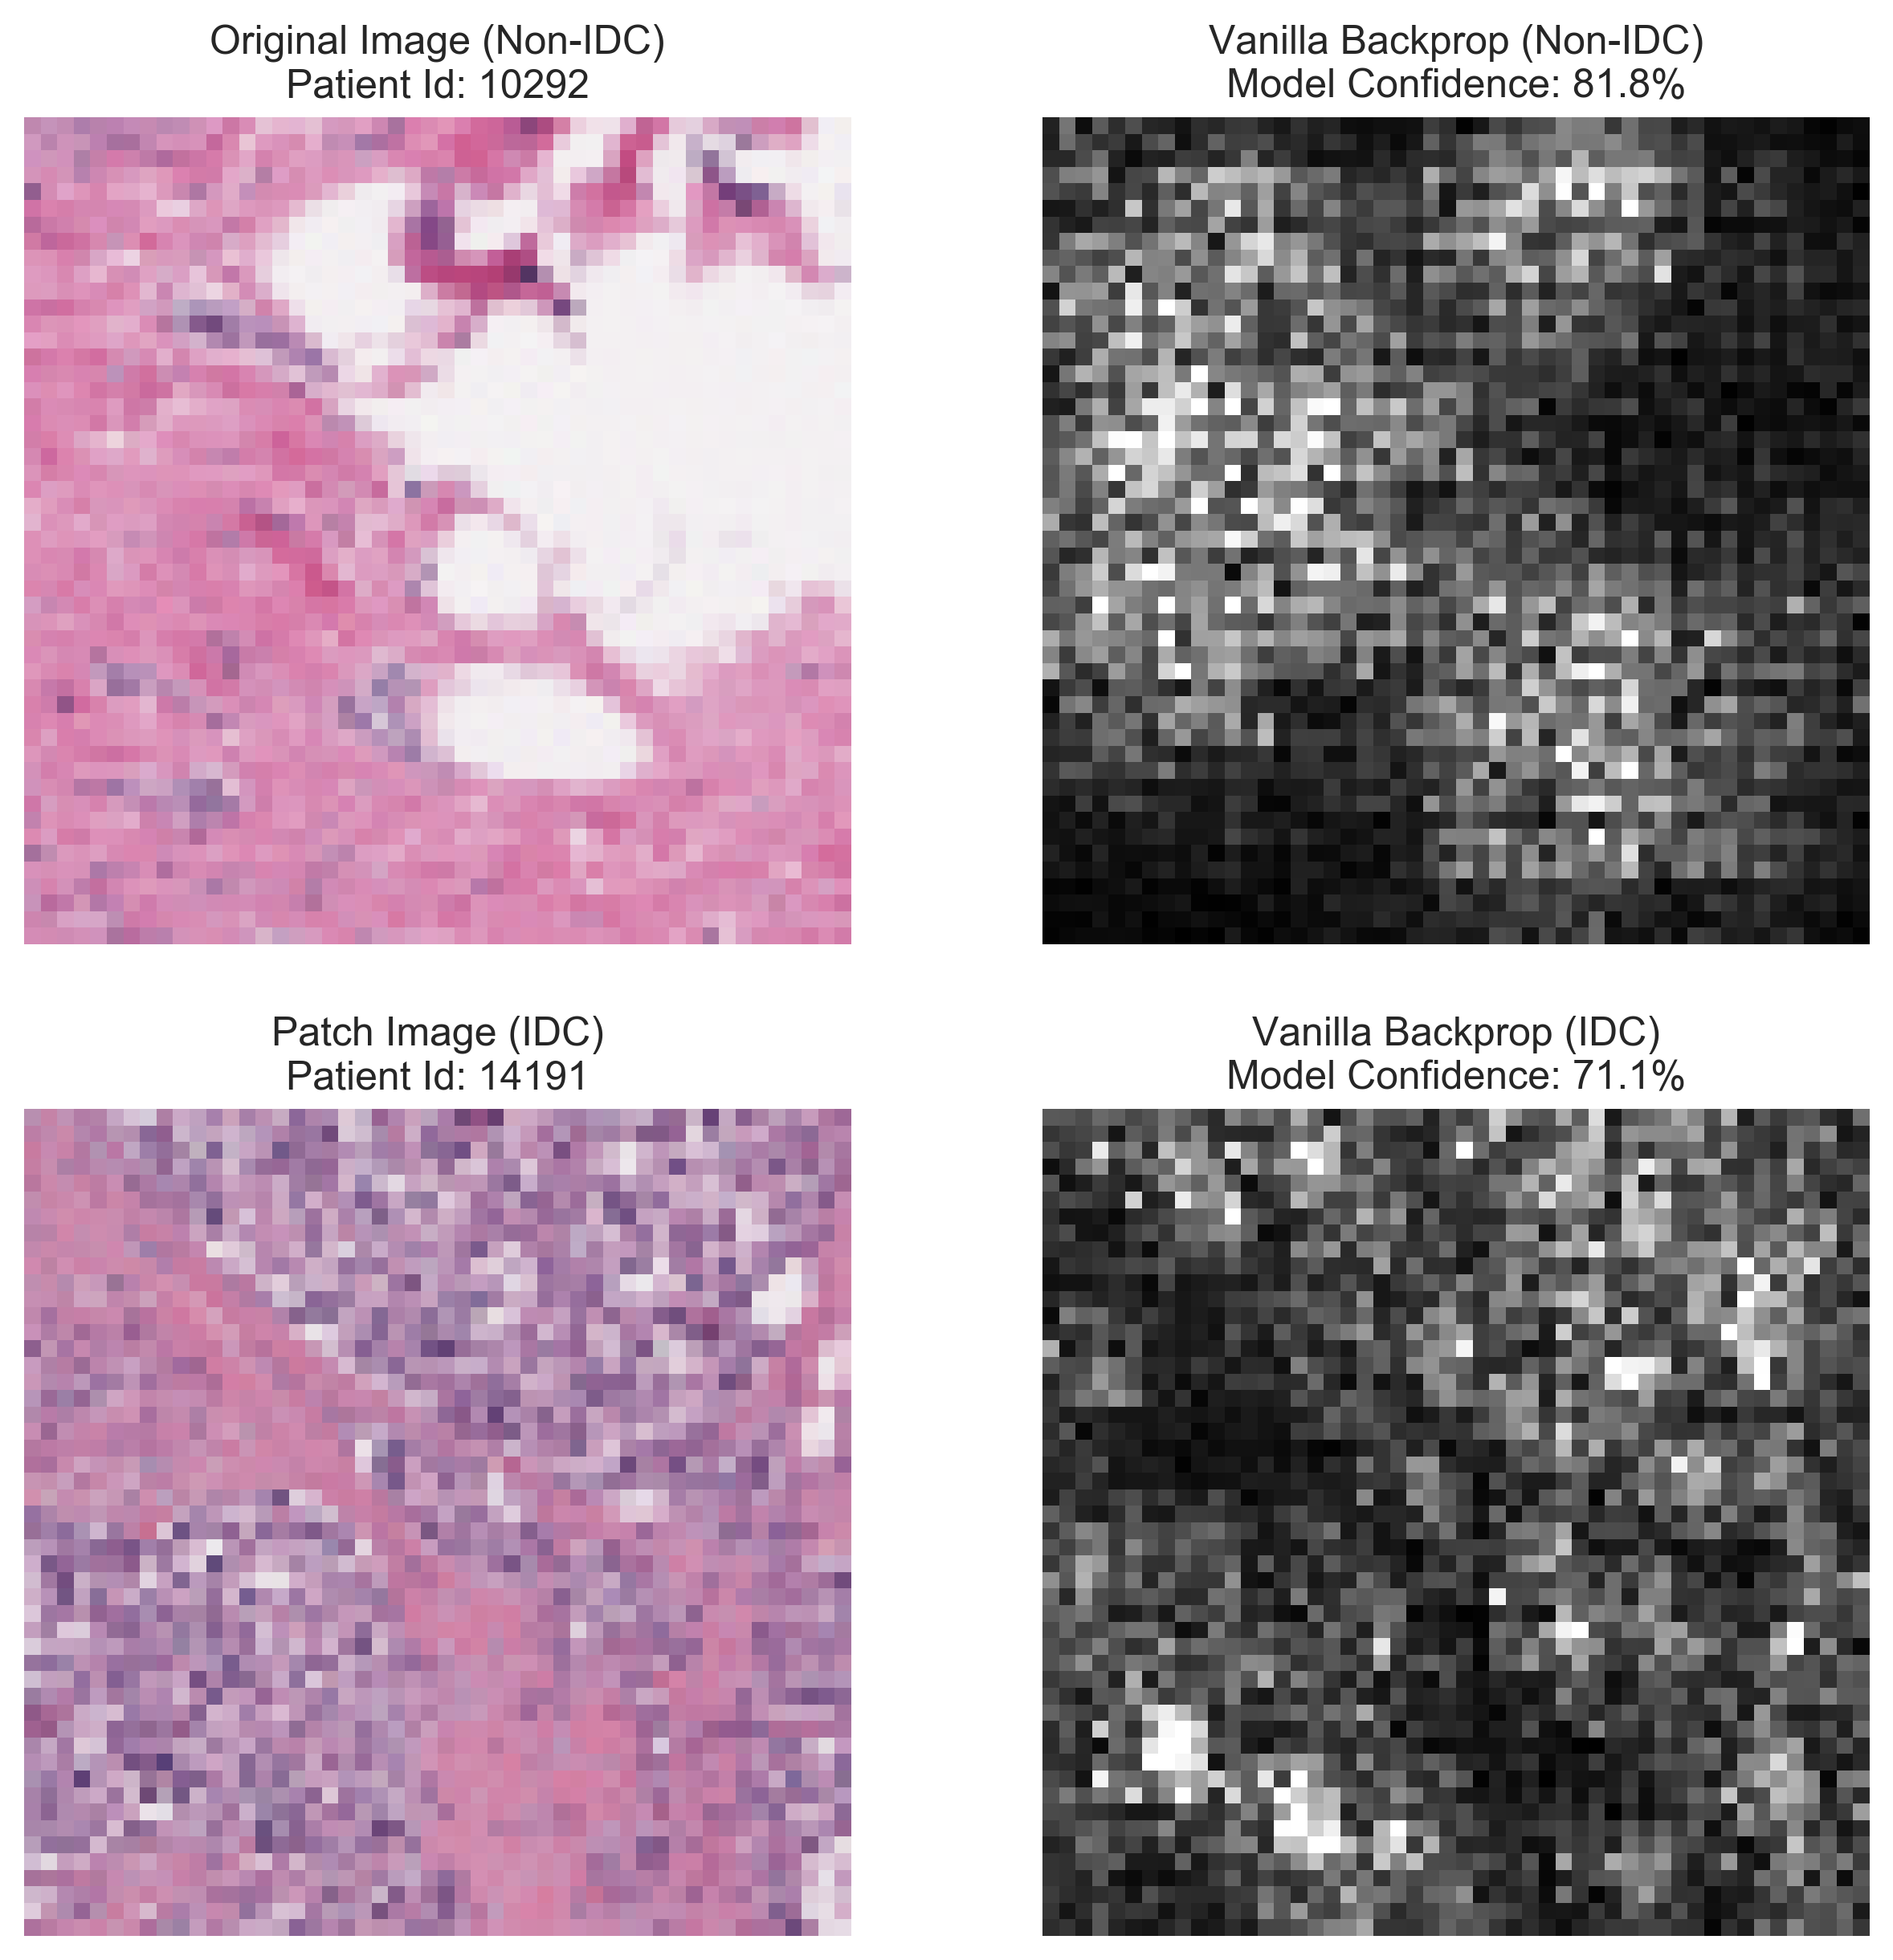 Original Image (Non-IDC)
Patient Id: 10292
Vanilla Backprop (Non-IDC)
Model Confidence: 81.8%
Patch Image (IDC)
Patient Id: 14191
Vanilla Backprop (IDC)
Model Confidence: 71.1%